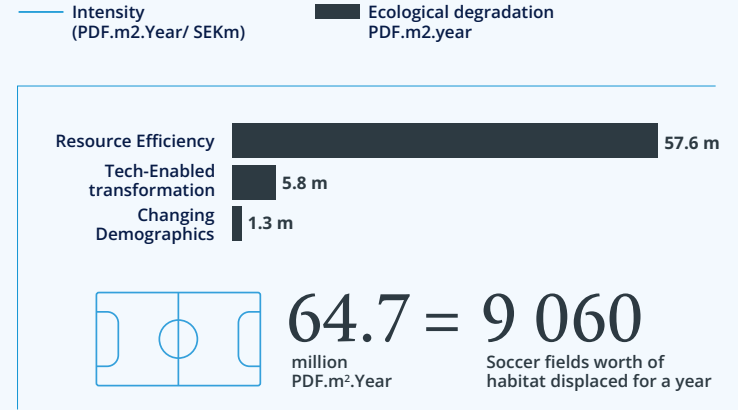 Intensity
(PDF.m2.Year/ SEKm)
Ecological degradation
PDF.m2.year
Resource Efficiency
57.6 m
Tech-Enabled
transformation
5.8 m
Changing
Demographics
1.3 m
64.7 = 9 060
million
PDF.m².Year
Soccer fields worth of
habitat displaced for a year